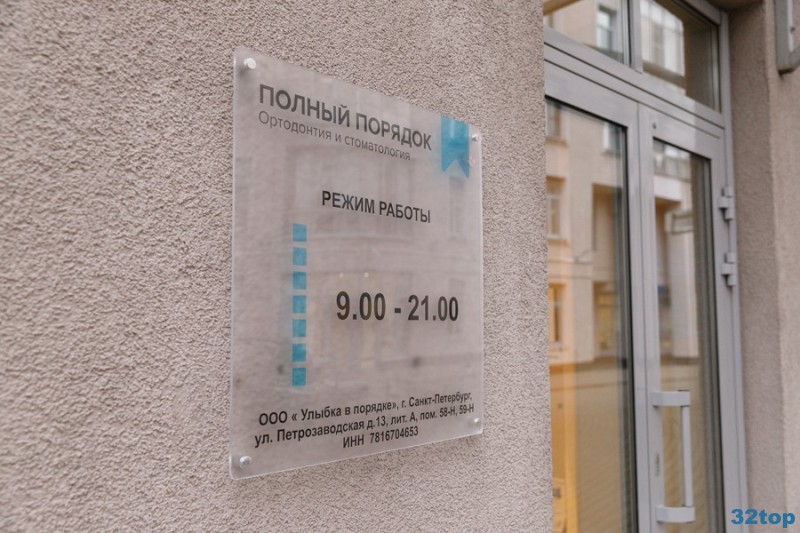 ПОЛНЫЙ ПОРЯДОК
Ортодонтия и стоматология
РЕЖИМ РАБОТЫ
9.00 - 21.00
ООО « Улыбка в порядке», г. Санкт-Петербург,
ул. Петрозаводская д.13, лит. А, пом. 58-Н, 59-Н
ИНН 7816704653
32top